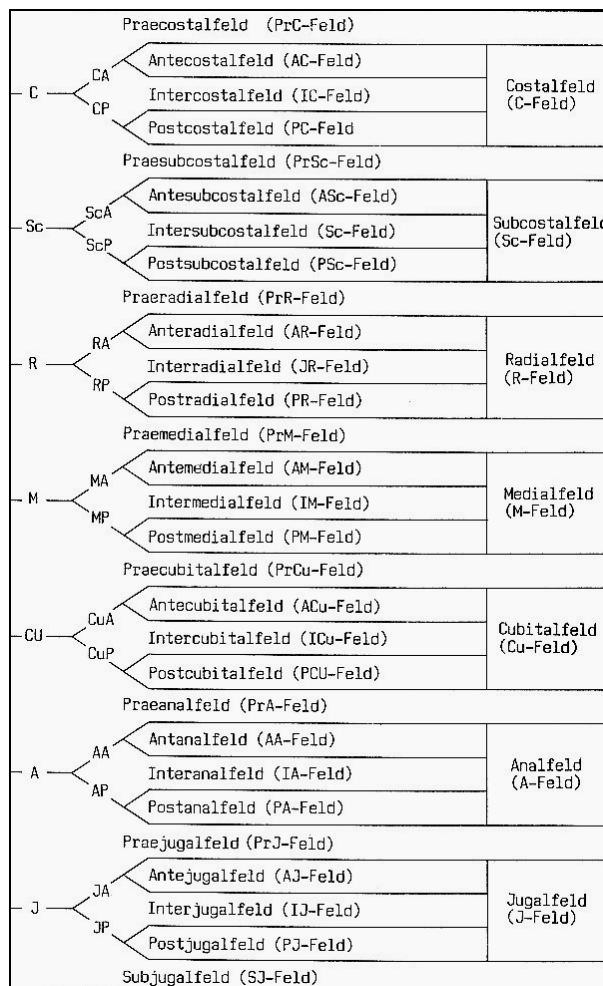 Praecostalfeld (PrC-Feld)
CA
Antecostalfeld (AC-Feld)
C
Intercostalfeld (IC-Feld)
Costalfeld
(C-Feld)
CP
Postcostalfeld (PC-Feld
Praesubcostalfeld (PrSc-Feld)
ScA
Antesubcostalfeld (ASc-Feld)
Sc
Intersubcostalfeld (Sc-Feld)
Subcostalfeld
(Sc-Feld)
ScP
Postsubcostalfeld (PSc-Feld)
Praeradialfeld (PrR-Feld)
RA
Anteradialfeld (AR-Feld)
R
Interradialfeld (JR-Feld)
Radialfeld
(R-Feld)
RP
Postradialfeld (PR-Feld)
Praemedialfeld (PrM-Feld)
MA
Antemedialfeld (AM-Feld)
M
Intermedialfeld (IM-Feld)
Medialfeld
(M-Feld)
MP
Postmedialfeld (PM-Feld)
Praecubitalfeld (PrCu-Feld)
CuA
Antecubitalfeld (ACu-Feld)
CU
Intercubitalfeld (ICu-Feld)
Cubitalfeld
(Cu-Feld)
CuP
Postcubitalfeld (PCU-Feld)
Praeanalfeld (PrA-Feld)
AA
Antanalfeld (AA-Feld)
A
Interanalfeld (IA-Feld)
Analfeld
(A-Feld)
AP
Postanalfeld (PA-Feld)
Praejugalfeld (PrJ-Feld)
JA
Antejugalfeld (AJ-Feld)
J
Interjugalfeld (IJ-Feld)
Jugalfeld
(J-Feld)
JP
Postjugalfeld (PJ-Feld)
Subjugalfeld (SJ-Feld)